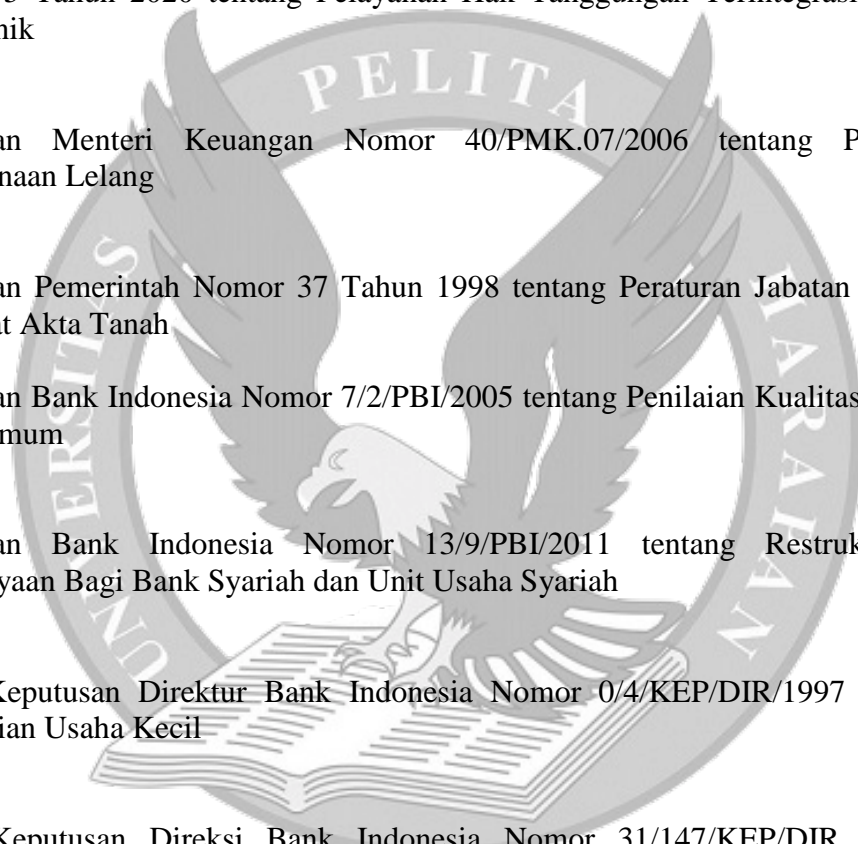 Tahun 2020 tentang Pelayanan Hak Tanggungan Terintegrasi
nik
an Menteri Keuangan Nomor 40/PMK.07/2006 tentang P
naan Lelang
an Pemerintah Nomor 37 Tahun 1998 tentang Peraturan Jabatan
at Akta Tanah
an Bank Indonesia Nomor 7/2/PBI/2005 tentang Penilaian Kualitas
mum
an Bank Indonesia Nomor 13/9/PBI/2011 tentang Restruk
yaan Bagi Bank Syariah dan Unit Usaha Syariah
Keputusan Direktur Bank Indonesia Nomor 0/4/KEP/DIR/1997
ian Usaha Kecil
Keputusan Direksi Bank Indonesia Nomor 31/147/KEP/DIR
UNIVERSITAS PELITA HARAPAN